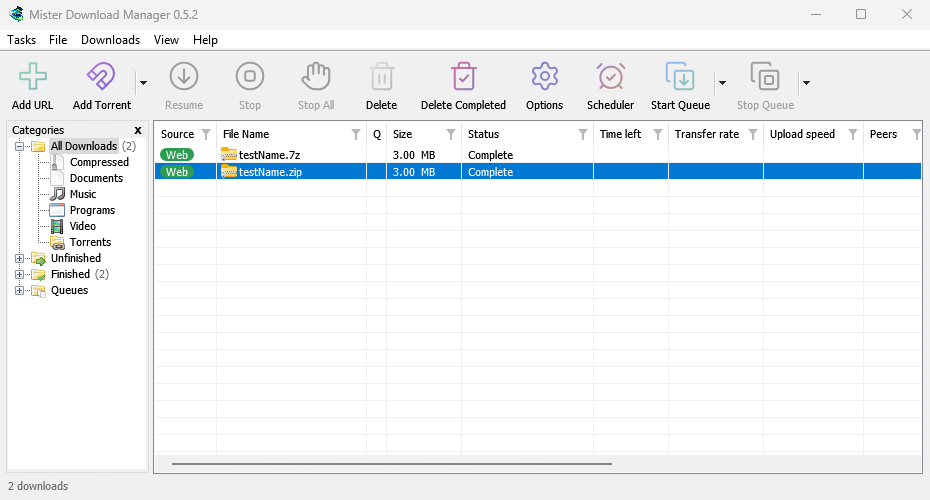 Mister Download Manager 0.5.2
Tasks File Downloads View Help
Add URL Add Torrent Resume Stop Stop All Delete Delete Completed Options Scheduler Start Queue Stop Queue
Categories x
All Downloads (2)
Compressed
Documents
Music
Programs
Video
Torrents
Unfinished
Finished (2)
Queues
Source File Name Q Size Status Time left Transfer rate Upload speed Peers
Web testName.7z 3.00 MB Complete
Web testName.zip 3.00 MB Complete
2 downloads